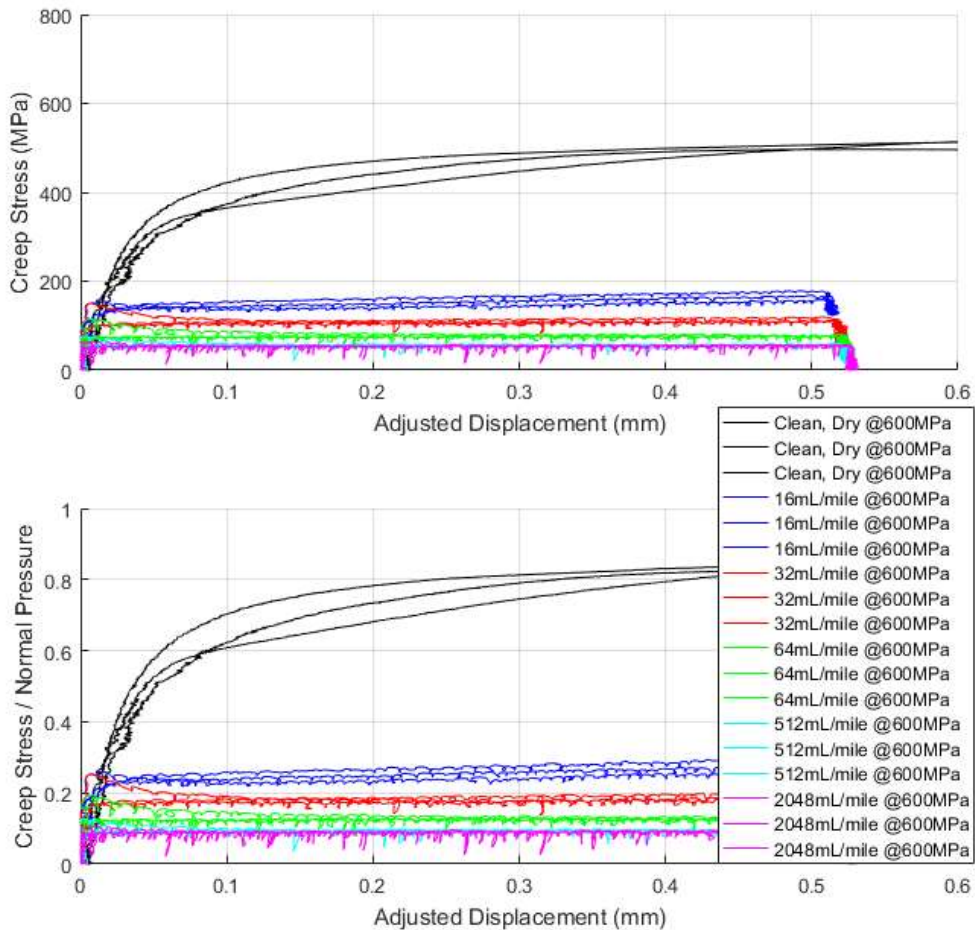 800
600
400
200
0
Creep Stress (MPa)
0 0.1 0.2 0.3 0.4 0.5 0.6
Adjusted Displacement (mm)
1
0.8
0.6
0.4
0.2
0
Creep Stress / Normal Pressure
0 0.1 0.2 0.3 0.4 0.5 0.6
Adjusted Displacement (mm)
Clean, Dry @600MPa
Clean, Dry @600MPa
Clean, Dry @600MPa
16mL/mile @600MPa
16mL/mile @600MPa
16mL/mile @600MPa
32mL/mile @600MPa
32mL/mile @600MPa
32mL/mile @600MPa
64mL/mile @600MPa
64mL/mile @600MPa
64mL/mile @600MPa
512mL/mile @600MPa
512mL/mile @600MPa
512mL/mile @600MPa
2048mL/mile @600MPa
2048mL/mile @600MPa
2048mL/mile @600MPa